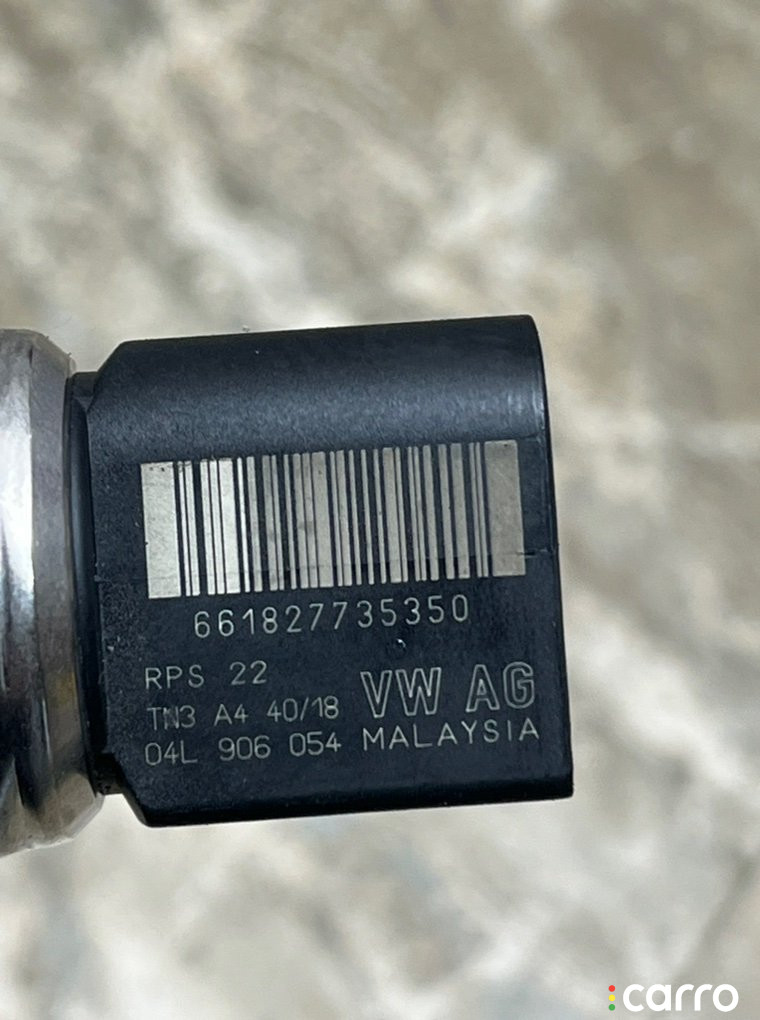 661827735350
RPS 22
VW AG
TN3 A4 40/18
04L 906 054 MALAYSIA
carro